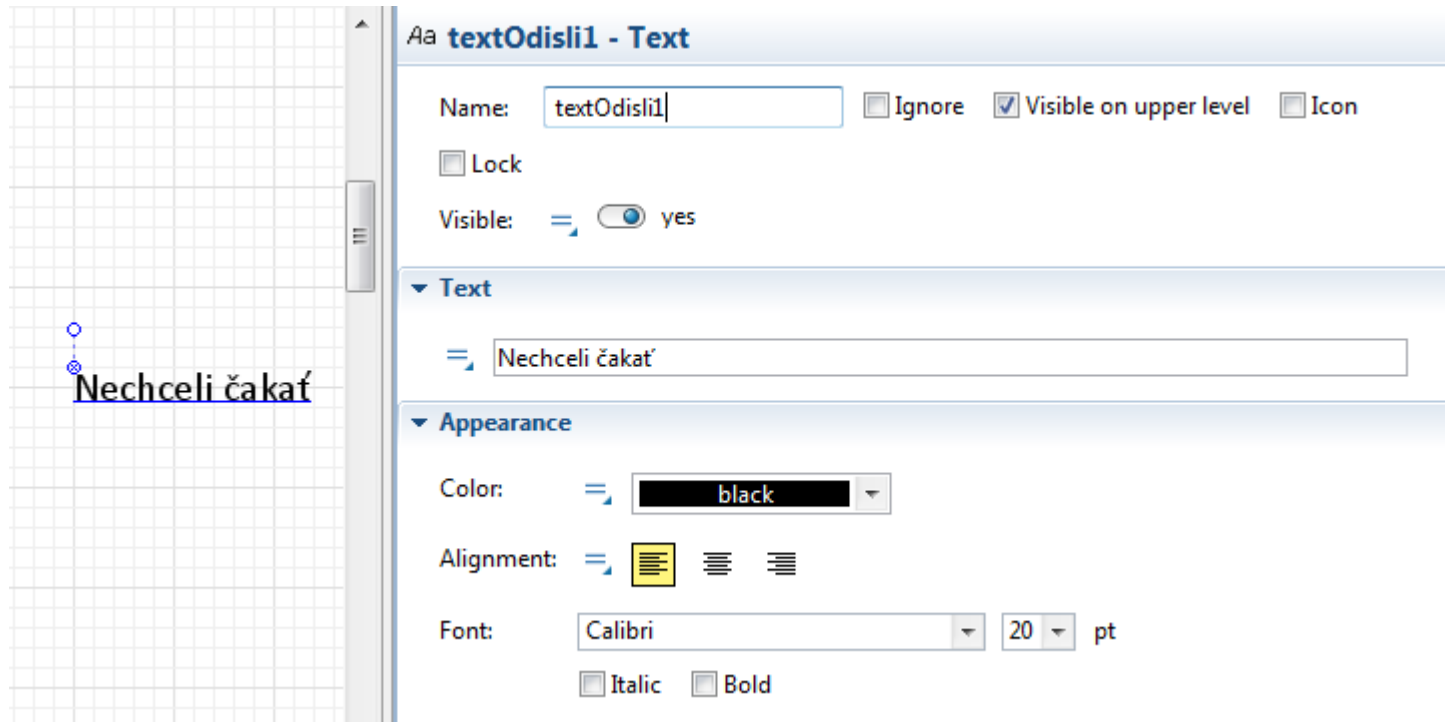 Nechceli čakať
Aa textOdisli1 - Text
Name: textOdisli1 Ignore Visible on upper level Icon
Lock
Visible: yes
Text
Nechceli čakať
Appearance
Color: black
Alignment:
Font: Calibri 20 pt
Italic Bold